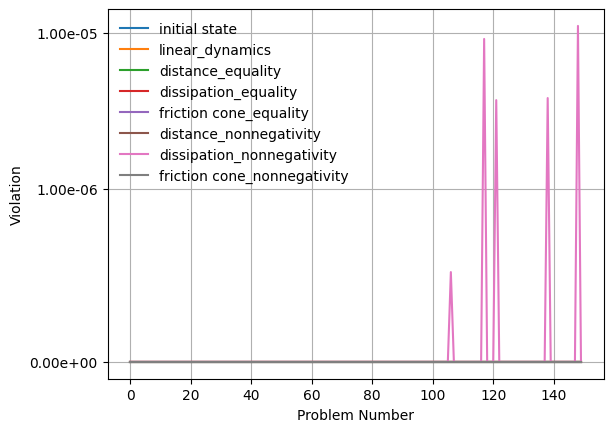 initial state
linear_dynamics
distance_equality
dissipation_equality
friction cone_equality
distance_nonnegativity
dissipation_nonnegativity
friction cone_nonnegativity
1.00e-05
1.00e-06
0.00e+00
Violation
0 20 40 60 80 100 120 140
Problem Number